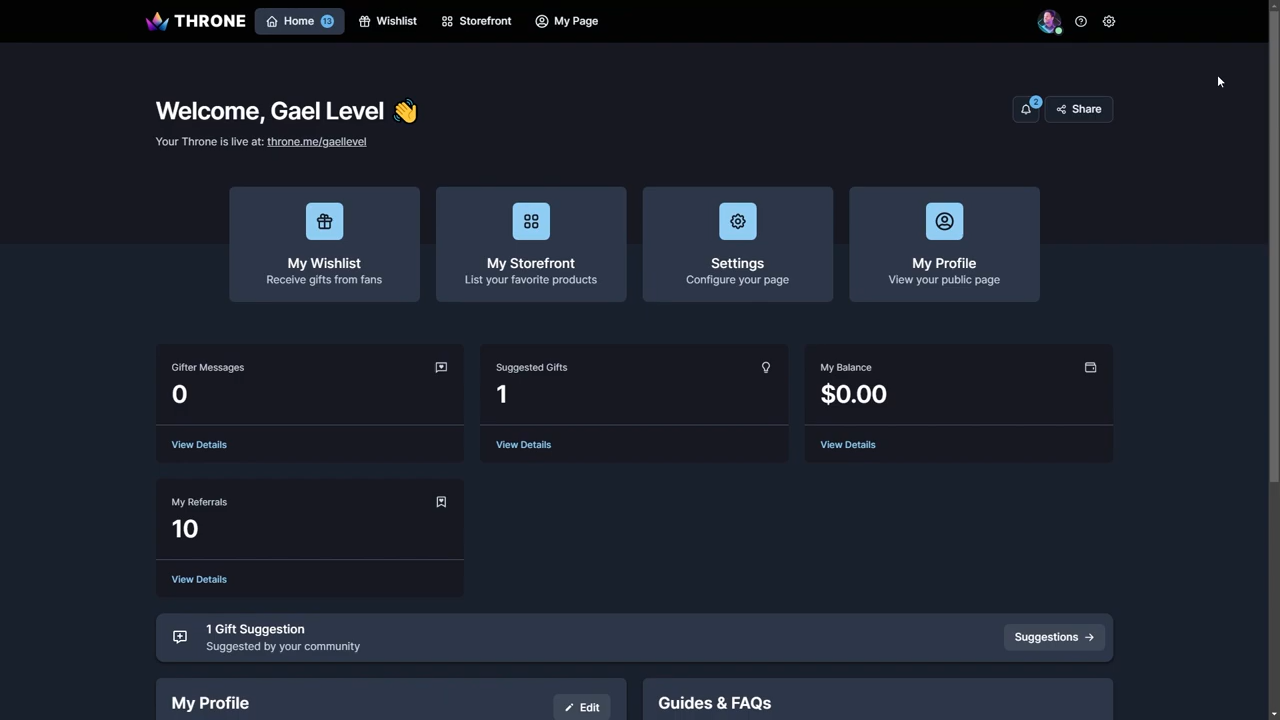 THRONE
Home 13
Wishlist
Storefront
My Page
Welcome, Gael Level 👋
2
Share
Your Throne is live at: throne.me/gaellevel
My Wishlist
Receive gifts from fans
My Storefront
List your favorite products
Settings
Configure your page
My Profile
View your public page
Gifter Messages
0
View Details
Suggested Gifts
1
View Details
My Balance
$0.00
View Details
My Referrals
10
View Details
1 Gift Suggestion
Suggested by your community
Suggestions →
My Profile
Edit
Guides & FAQs